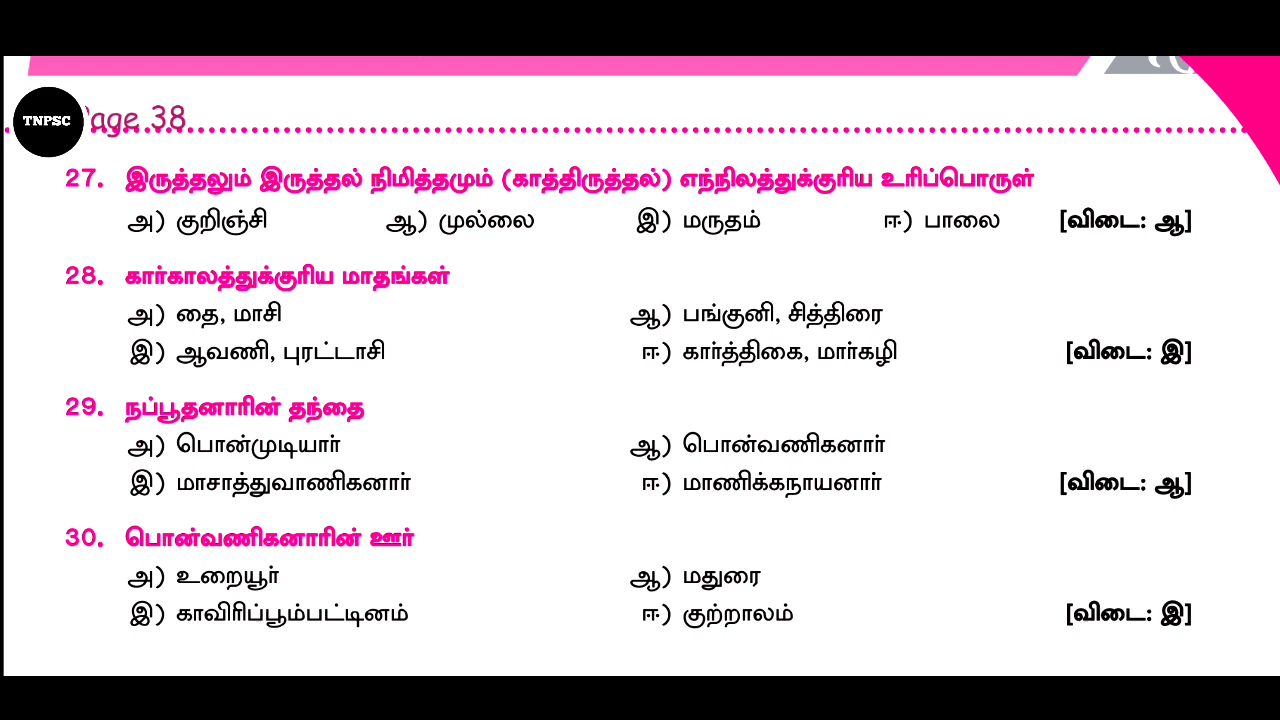 TNPSC
Page 38
27. இருத்தலும் இருத்தல் நிமித்தமும் (காத்திருத்தல்) எந்நிலத்துக்குரிய உரிப்பொருள்
அ) குறிஞ்சி ஆ) முல்லை இ) மருதம் ஈ) பாலை [விடை: ஆ]
28. கார்காலத்துக்குரிய மாதங்கள்
அ) தை, மாசி ஆ) பங்குனி, சித்திரை
இ) ஆவணி, புரட்டாசி ஈ) கார்த்திகை, மார்கழி [விடை: இ]
29. நப்பூதனாரின் தந்தை
அ) பொன்முடியார் ஆ) பொன்வணிகனார்
இ) மாசாத்துவாணிகனார் ஈ) மாணிக்கநாயனார் [விடை: ஆ]
30. பொன்வணிகனாரின் ஊர்
அ) உறையூர் ஆ) மதுரை
இ) காவிரிப்பூம்பட்டினம் ஈ) குற்றாலம் [விடை: இ]